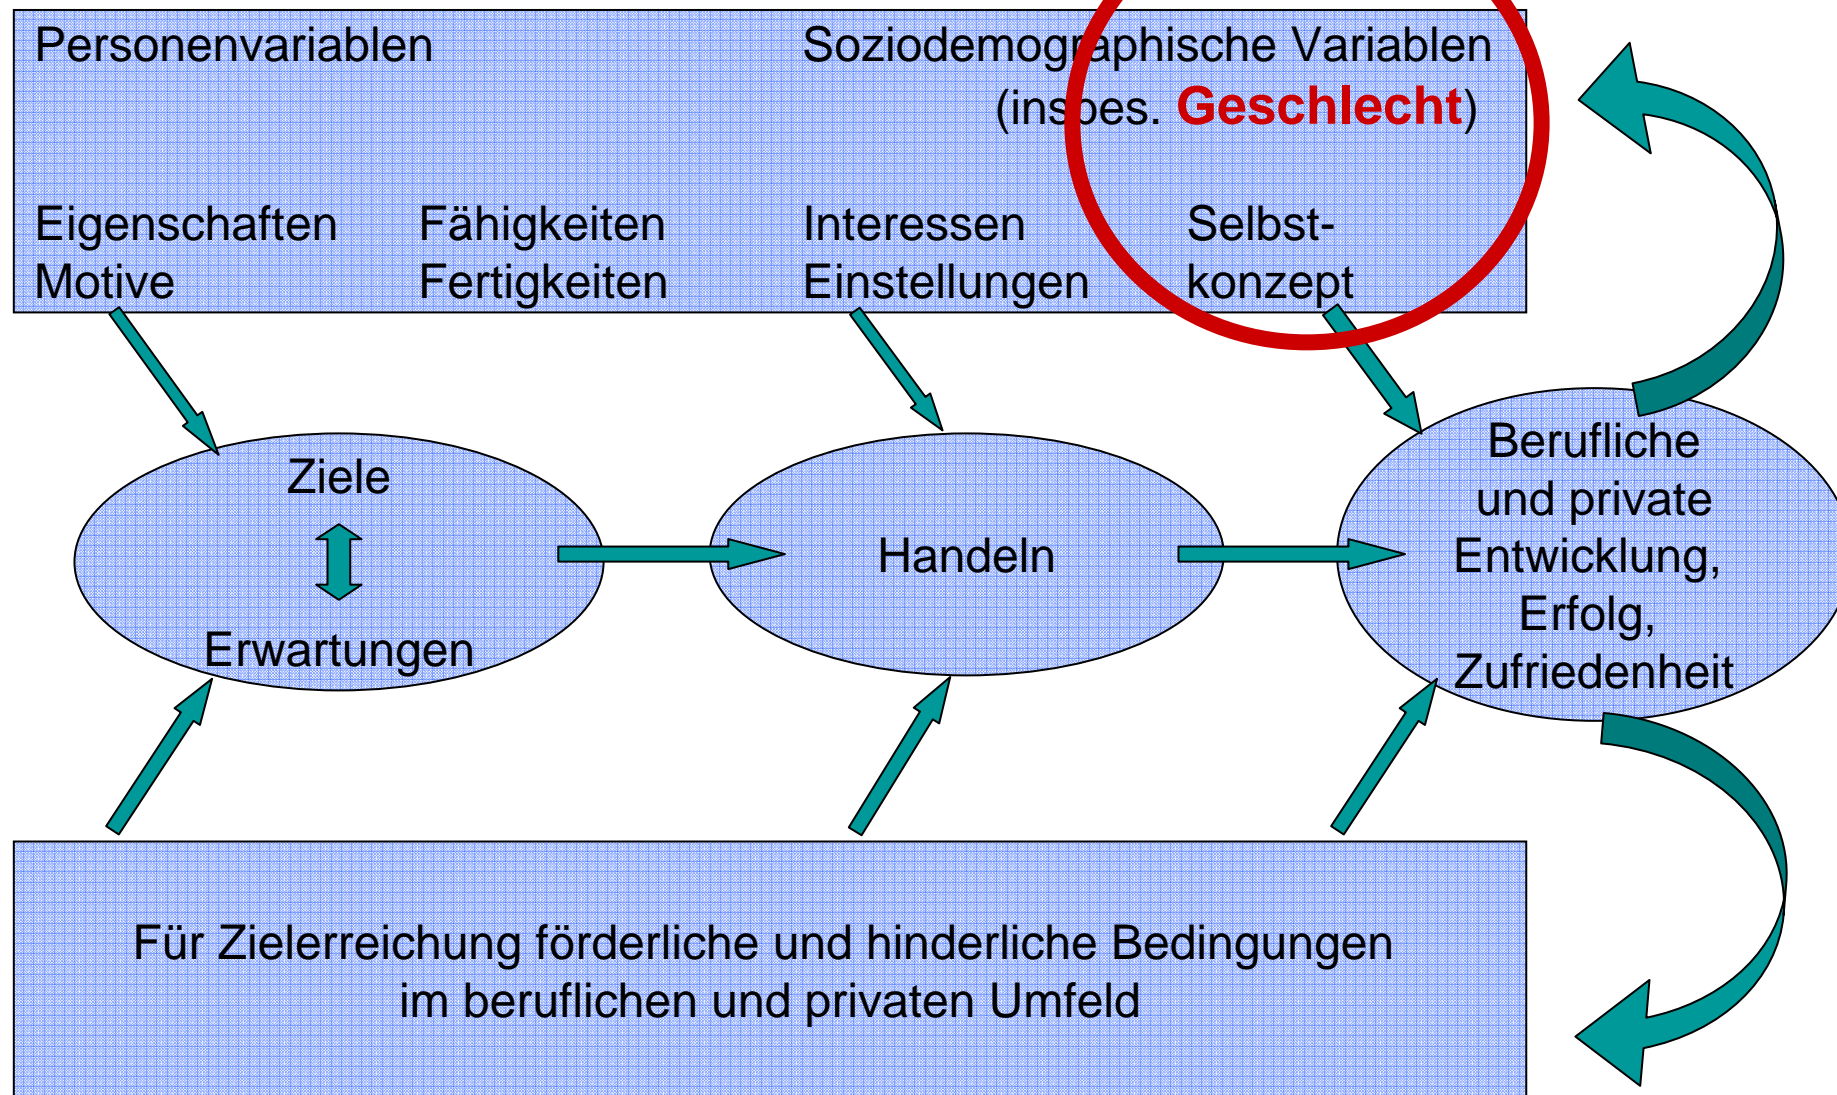 Personenvariablen
Soziodemographische Variablen
(insbes. Geschlecht)
Eigenschaften
Motive
Fähigkeiten
Fertigkeiten
Interessen
Einstellungen
Selbst-
konzept
Ziele
Erwartungen
Handeln
Berufliche
und private
Entwicklung,
Erfolg,
Zufriedenheit
Für Zielerreichung förderliche und hinderliche Bedingungen
im beruflichen und privaten Umfeld